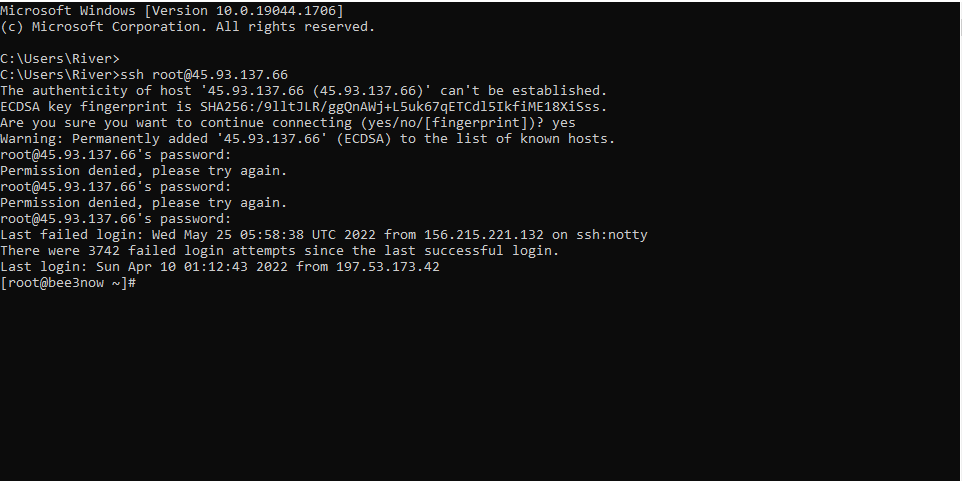 Microsoft Windows [Version 10.0.19044.1706]
(c) Microsoft Corporation. All rights reserved.
C:\Users\River>
C:\Users\River>ssh root@45.93.137.66
The authenticity of host '45.93.137.66 (45.93.137.66)' can't be established.
ECDSA key fingerprint is SHA256:/9lltJLR/ggQnAWj+L5uk67qETCdl5IkfiME18XiSss.
Are you sure you want to continue connecting (yes/no/[fingerprint])? yes
Warning: Permanently added '45.93.137.66' (ECDSA) to the list of known hosts.
root@45.93.137.66's password:
Permission denied, please try again.
root@45.93.137.66's password:
Permission denied, please try again.
root@45.93.137.66's password:
Last failed login: Wed May 25 05:58:38 UTC 2022 from 156.215.221.132 on ssh:notty
There were 3742 failed login attempts since the last successful login.
Last login: Sun Apr 10 01:12:43 2022 from 197.53.173.42
[root@bee3now ~]#